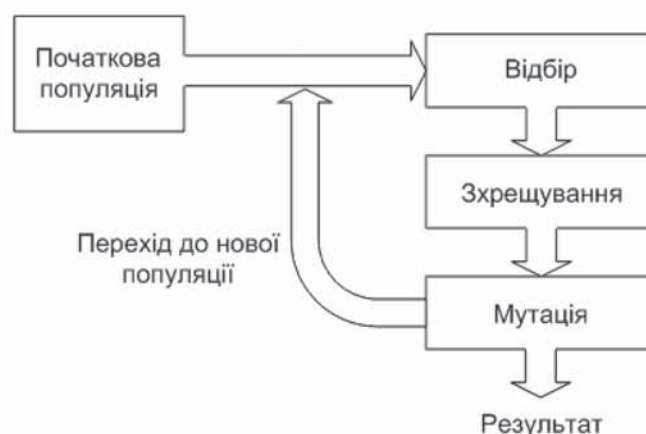 Початкова
популяція
Відбір
Зхрещування
Перехід до нової
популяції
Мутація
Результат